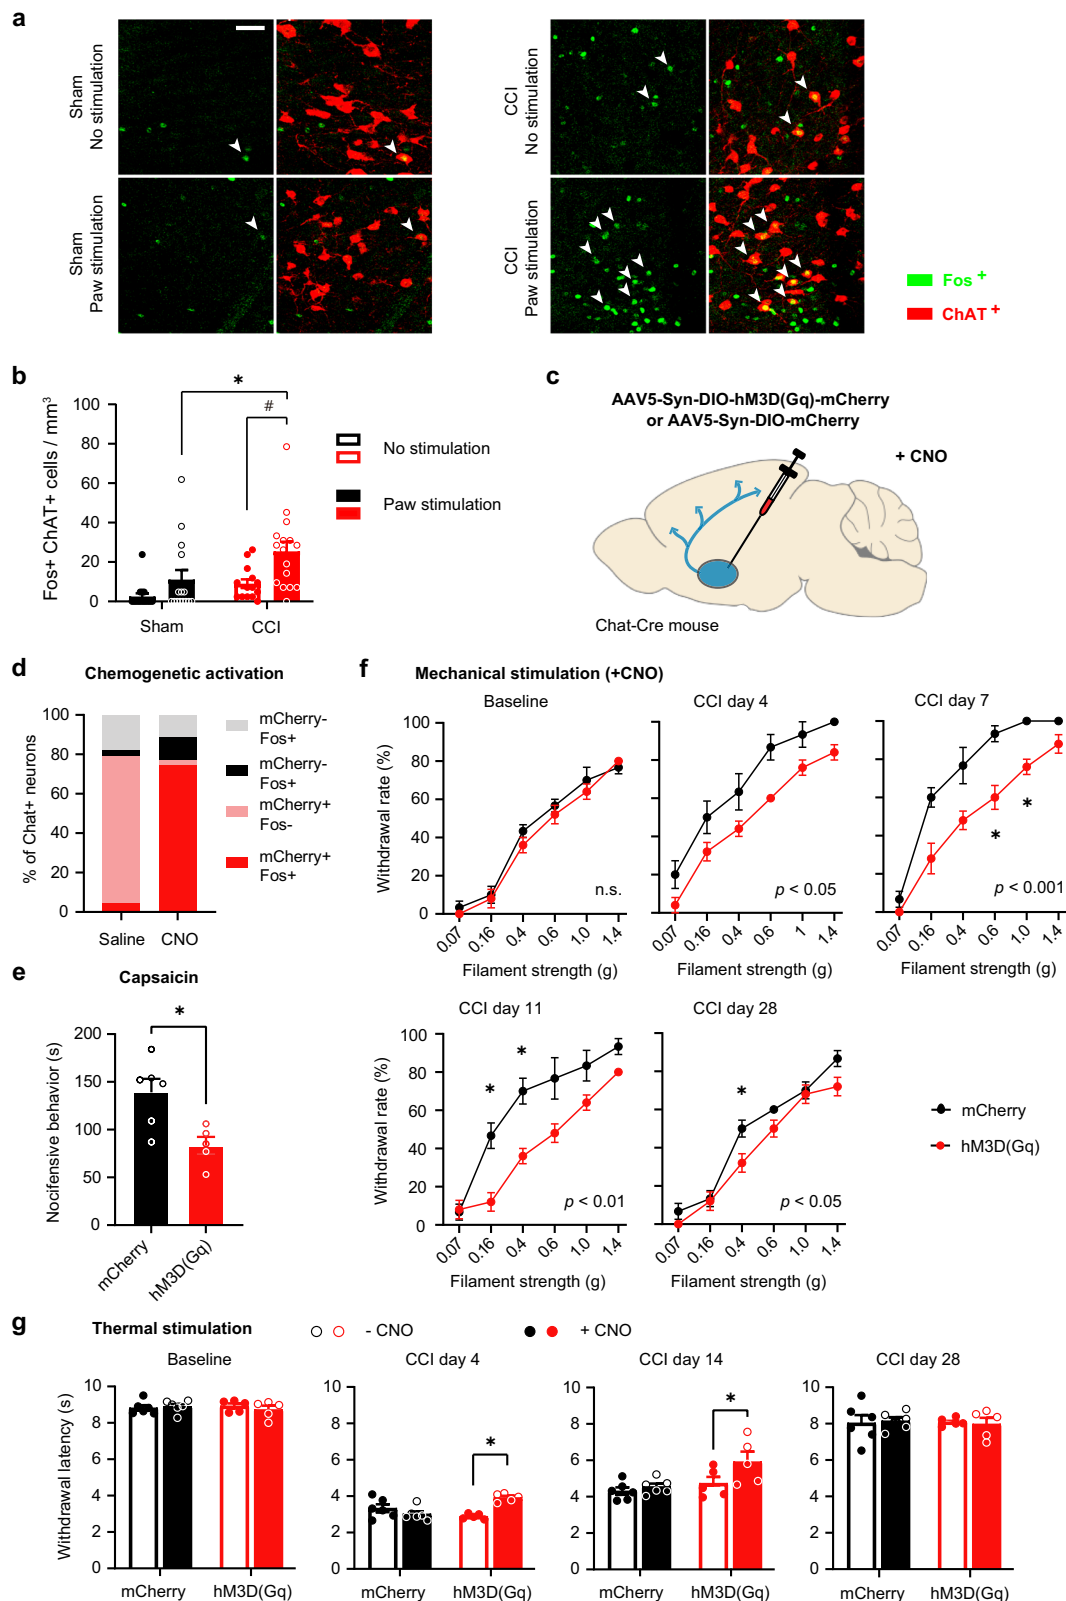 a
Sham
No stimulation
Sham
Paw stimulation
CCI
No stimulation
CCI
Paw stimulation
Fos +
ChAT +
b
Fos+ ChAT+ cells / mm3
100
80
60
40
20
0
*
#
Sham
CCI
No stimulation
Paw stimulation
c
AAV5-Syn-DIO-hM3D(Gq)-mCherry
or AAV5-Syn-DIO-mCherry
+ CNO
Chat-Cre mouse
d
Chemogenetic activation
% of Chat+ neurons
100
80
60
40
20
0
Saline
CNO
mCherry-
Fos+
mCherry-
Fos+
mCherry+
Fos-
mCherry+
Fos+
e
Capsaicin
Nocifensive behavior (s)
200
150
100
50
0
*
mCherry
hM3D(Gq)
f
Mechanical stimulation (+CNO)
Baseline
Withdrawal rate (%)
100
80
60
40
20
0
n.s.
0.07 0.16 0.4 0.6 1.0 1.4
Filament strength (g)
CCI day 4
p < 0.05
0.07 0.16 0.4 0.6 1 1.4
Filament strength (g)
CCI day 7
*
*
p < 0.001
0.07 0.16 0.4 0.6 1.0 1.4
Filament strength (g)
CCI day 11
Withdrawal rate (%)
100
80
60
40
20
0
*
*
p < 0.01
0.07 0.16 0.4 0.6 1.0 1.4
Filament strength (g)
CCI day 28
*
p < 0.05
0.07 0.16 0.4 0.6 1.0 1.4
Filament strength (g)
mCherry
hM3D(Gq)
g
Thermal stimulation
- CNO
+ CNO
Baseline
Withdrawal latency (s)
10
8
6
4
2
0
mCherry
hM3D(Gq)
CCI day 4
10
8
6
4
2
0
*
mCherry
hM3D(Gq)
CCI day 14
10
8
6
4
2
0
*
mCherry
hM3D(Gq)
CCI day 28
10
8
6
4
2
0
mCherry
hM3D(Gq)